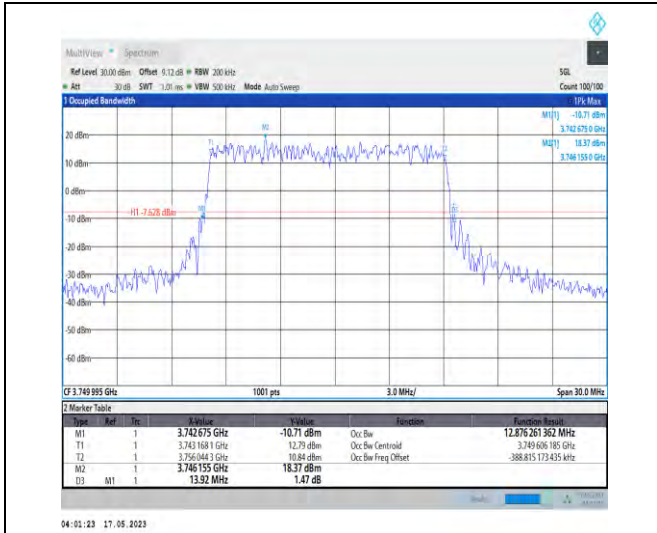 MultiView Spectrum
Ref Level 30.00 dBm Offset 9.12 dB RBW 200 kHz SGL
Att 30 dB SWT 1.01 ms VBW 500 kHz Mode Auto Sweep Count 100/100
1 Occupied Bandwidth 1Pk Max
M1[1] -10.71 dBm
3.742 675 0 GHz
M2[1] 18.37 dBm
3.746 155 0 GHz
M2
T1
20 dBm
10 dBm
0 dBm
H1 -7.628 dBm
-10 dBm
-20 dBm
-30 dBm
-40 dBm
-50 dBm
-60 dBm
CF 3.749 995 GHz 1001 pts 3.0 MHz/ Span 30.0 MHz
2 Marker Table
Type Ref Trc X-Value Y-Value Function Function Result
M1 1 3.742 675 GHz -10.71 dBm Occ Bw 12.876 261 362 MHz
T1 1 3.743 168 1 GHz 12.79 dBm Occ Bw Centroid 3.749 606 185 GHz
T2 1 3.756 044 3 GHz 10.84 dBm Occ Bw Freq Offset -388.815 173 435 kHz
M2 1 3.746 155 GHz 18.37 dBm
D3 M1 1 13.92 MHz 1.47 dB
04:01:23 17.05.2023